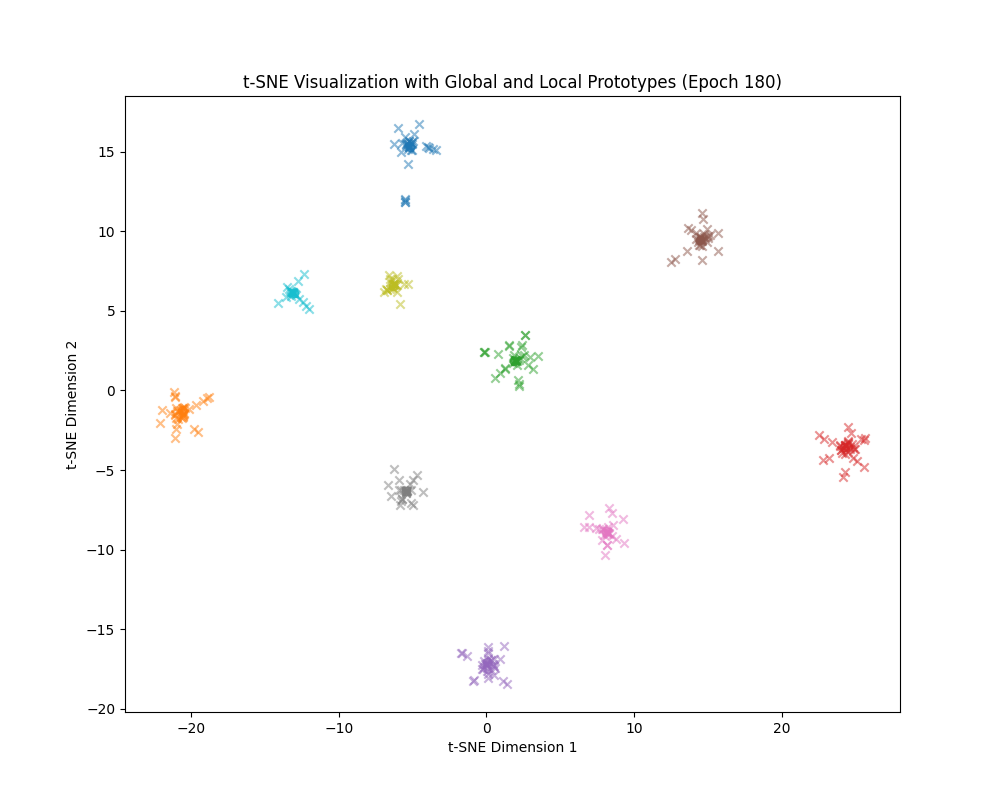 t-SNE Visualization with Global and Local Prototypes (Epoch 180)
15
10
5
0
−5
−10
−15
−20
t-SNE Dimension 2
−20 −10 0 10 20
t-SNE Dimension 1